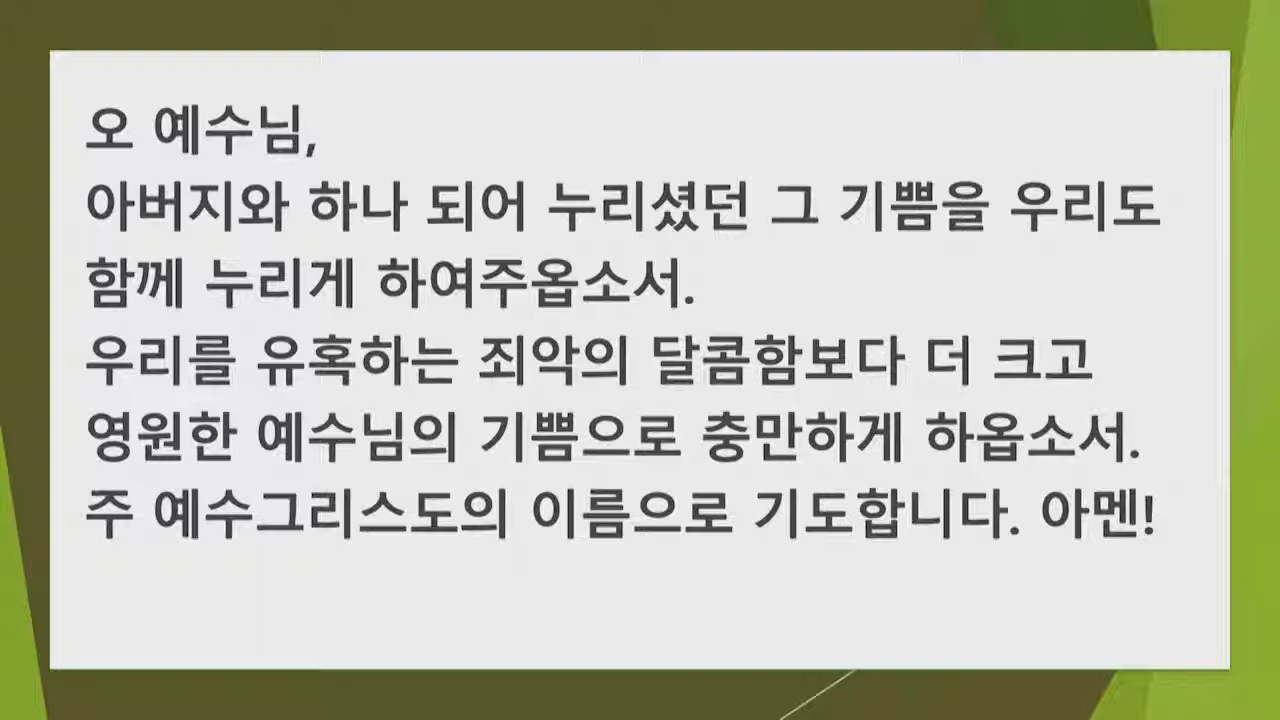 오 예수님,
아버지와 하나 되어 누리셨던 그 기쁨을 우리도
함께 누리게 하여주옵소서.
우리를 유혹하는 죄악의 달콤함보다 더 크고
영원한 예수님의 기쁨으로 충만하게 하옵소서.
주 예수그리스도의 이름으로 기도합니다. 아멘!